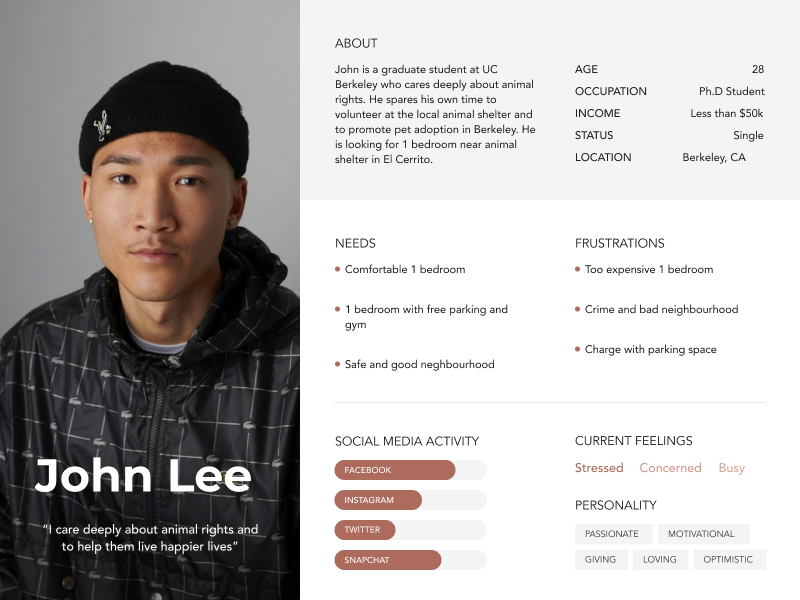 John Lee
“I care deeply about animal rights and
to help them live happier lives”
ABOUT
John is a graduate student at UC
Berkeley who cares deeply about animal
rights. He spares his own time to
volunteer at the local animal shelter and
to promote pet adoption in Berkeley. He
is looking for 1 bedroom near animal
shelter in El Cerrito.
AGE 28
OCCUPATION Ph.D Student
INCOME Less than $50k
STATUS Single
LOCATION Berkeley, CA
NEEDS
Comfortable 1 bedroom
1 bedroom with free parking and
gym
Safe and good neghbourhood
FRUSTRATIONS
Too expensive 1 bedroom
Crime and bad neighbourhood
Charge with parking space
SOCIAL MEDIA ACTIVITY
FACEBOOK
INSTAGRAM
TWITTER
SNAPCHAT
CURRENT FEELINGS
Stressed Concerned Busy
PERSONALITY
PASSIONATE MOTIVATIONAL
GIVING LOVING OPTIMISTIC